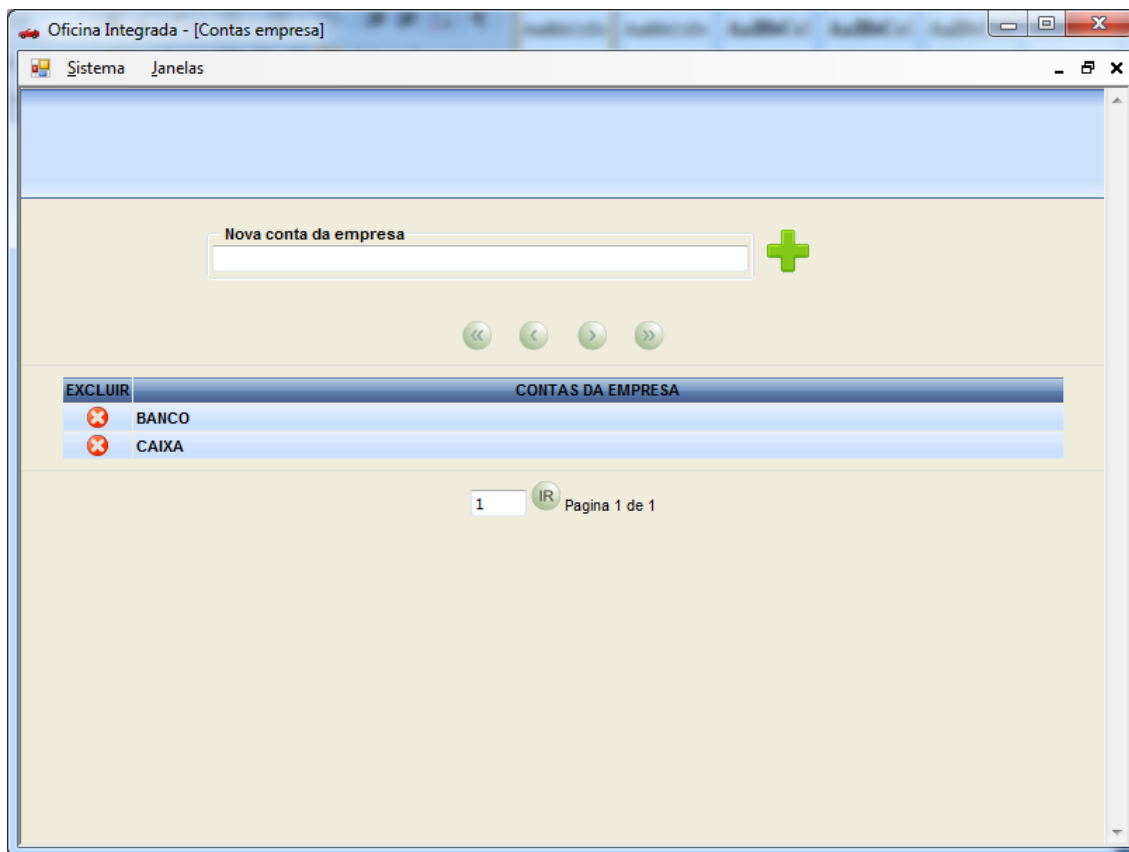 Oficina Integrada - [Contas empresa]
Sistema Janelas
Nova conta da empresa
EXCLUIR CONTAS DA EMPRESA
BANCO
CAIXA
1 IR Pagina 1 de 1